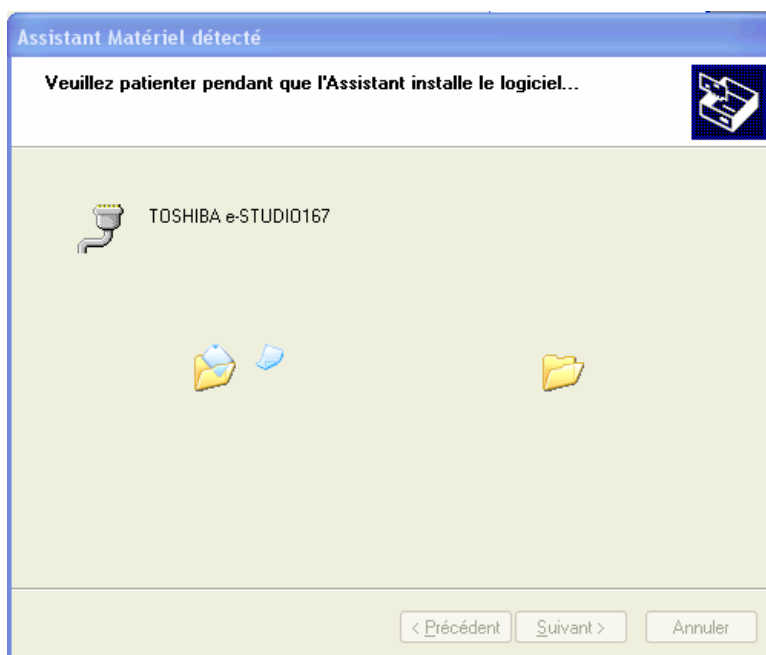 Assistant Matériel détecté
Veuillez patienter pendant que l'Assistant installe le logiciel...
TOSHIBA e-STUDIO167
< Précédent Suivant > Annuler